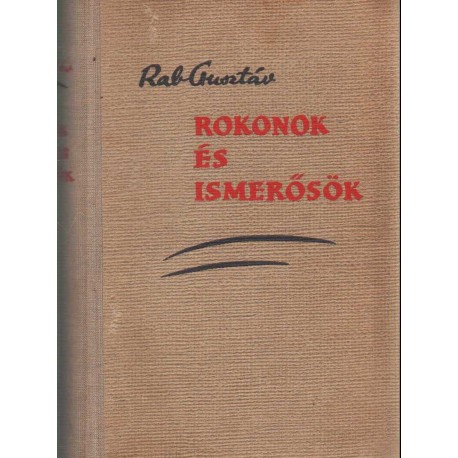 Rab Gusztáv
ROKONOK
ÉS
ISMERŐSÖK